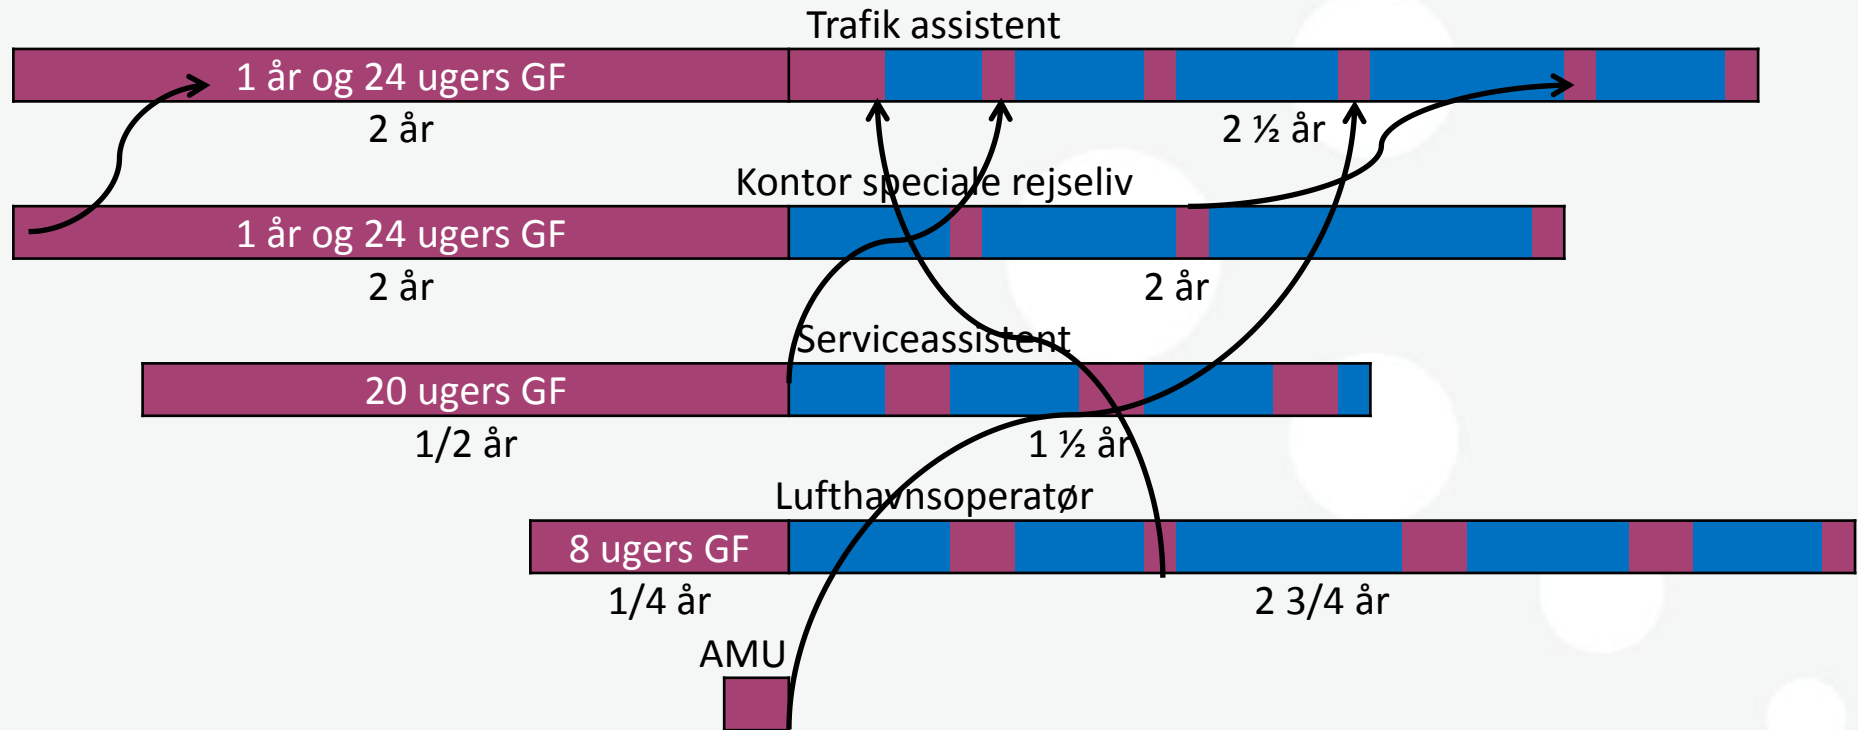 Trafik assistent
1 år og 24 ugers GF
2 år
2 ½ år
Kontor speciale rejseliv
1 år og 24 ugers GF
2 år
2 år
Serviceassistent
20 ugers GF
1/2 år
1 ½ år
Lufthavnsoperatør
8 ugers GF
1/4 år
2 3/4 år
AMU